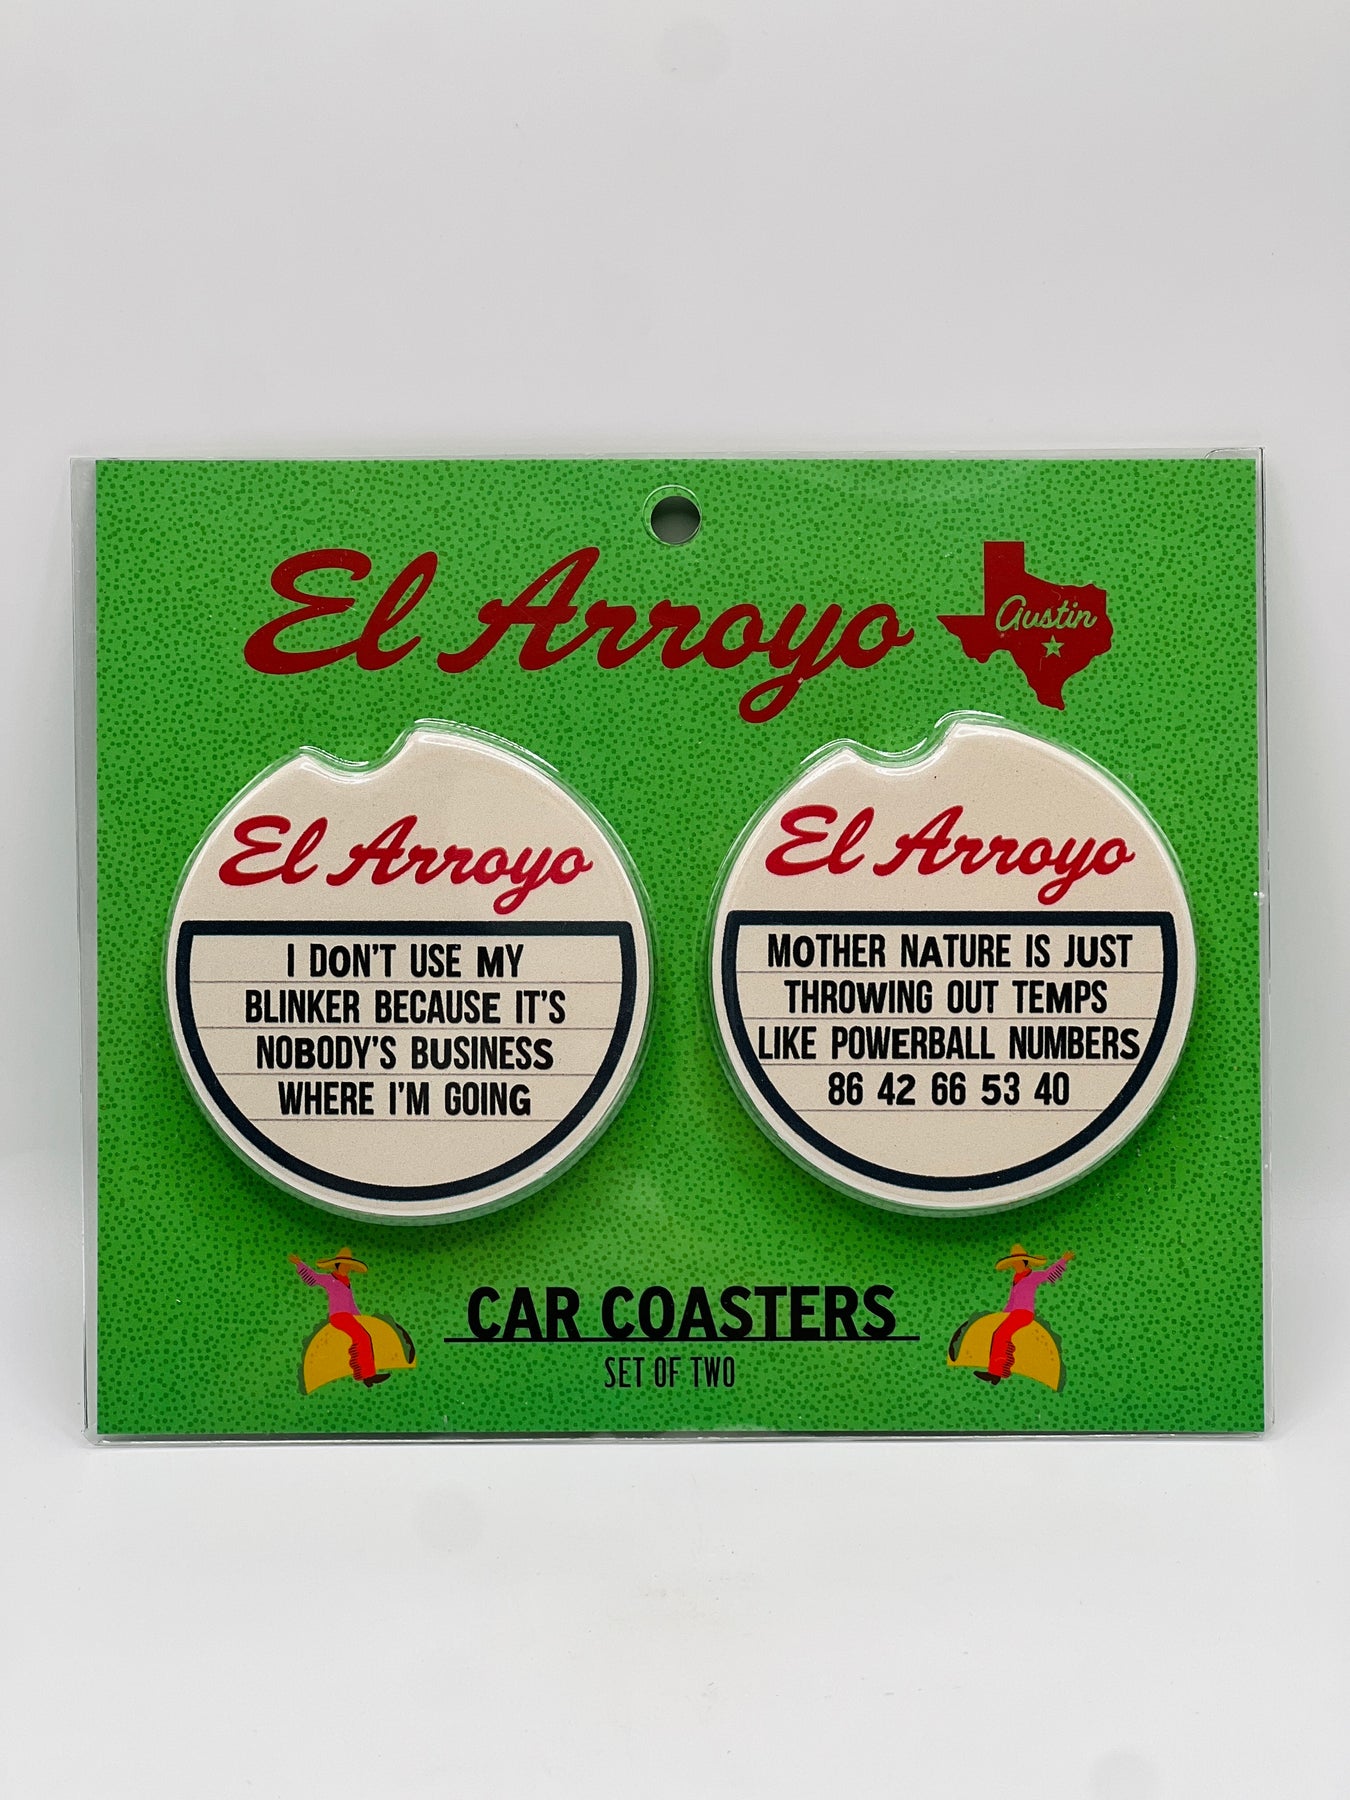 El Arroyo
Austin
El Arroyo
I DON'T USE MY
BLINKER BECAUSE IT'S
NOBODY'S BUSINESS
WHERE I'M GOING
El Arroyo
MOTHER NATURE IS JUST
THROWING OUT TEMPS
LIKE POWERBALL NUMBERS
86 42 66 53 40
CAR COASTERS
SET OF TWO